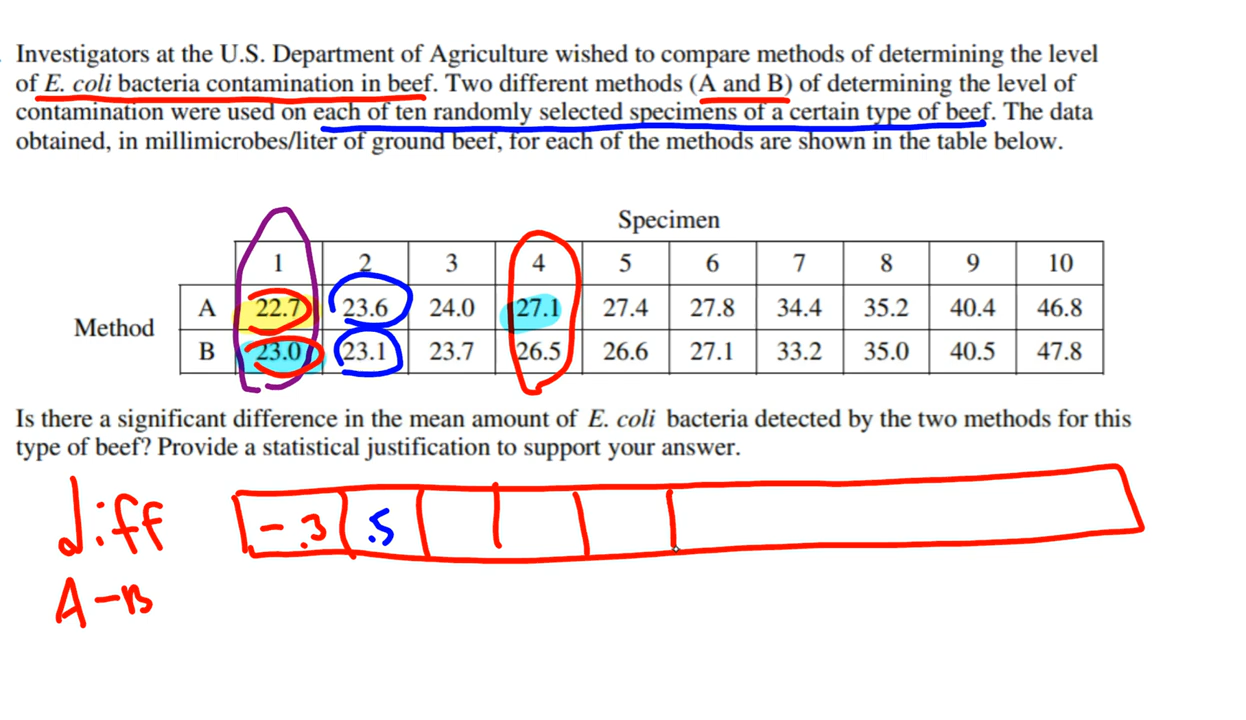 Investigators at the U.S. Department of Agriculture wished to compare methods of determining the level
of E. coli bacteria contamination in beef. Two different methods (A and B) of determining the level of
contamination were used on each of ten randomly selected specimens of a certain type of beef. The data
obtained, in millimicrobes/liter of ground beef, for each of the methods are shown in the table below.
Specimen
1 2 3 4 5 6 7 8 9 10
A 22.7 23.6 24.0 27.1 27.4 27.8 34.4 35.2 40.4 46.8
Method
B 23.0 23.1 23.7 26.5 26.6 27.1 33.2 35.0 40.5 47.8
Is there a significant difference in the mean amount of E. coli bacteria detected by the two methods for this
type of beef? Provide a statistical justification to support your answer.
diff -.3 .5
A-B